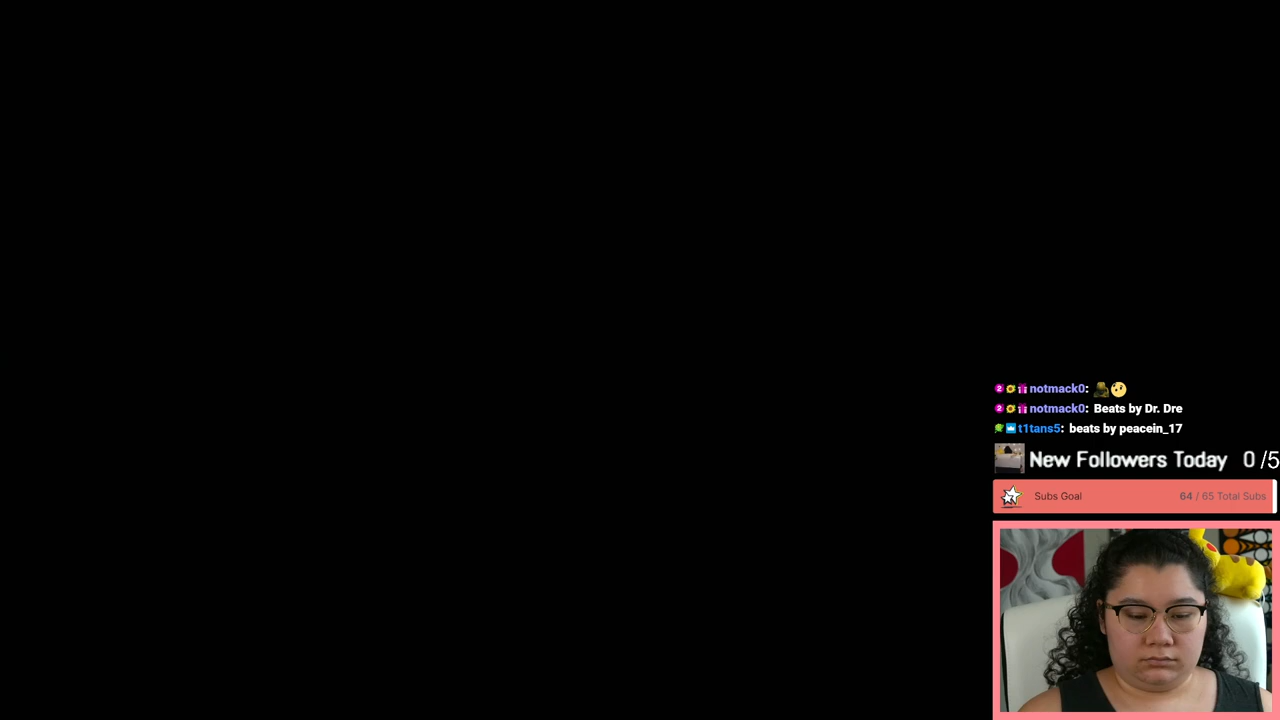 notmack0:
notmack0: Beats by Dr. Dre
t1tans5: beats by peacein_17
New Followers Today 0 /5
Subs Goal 64 / 65 Total Subs